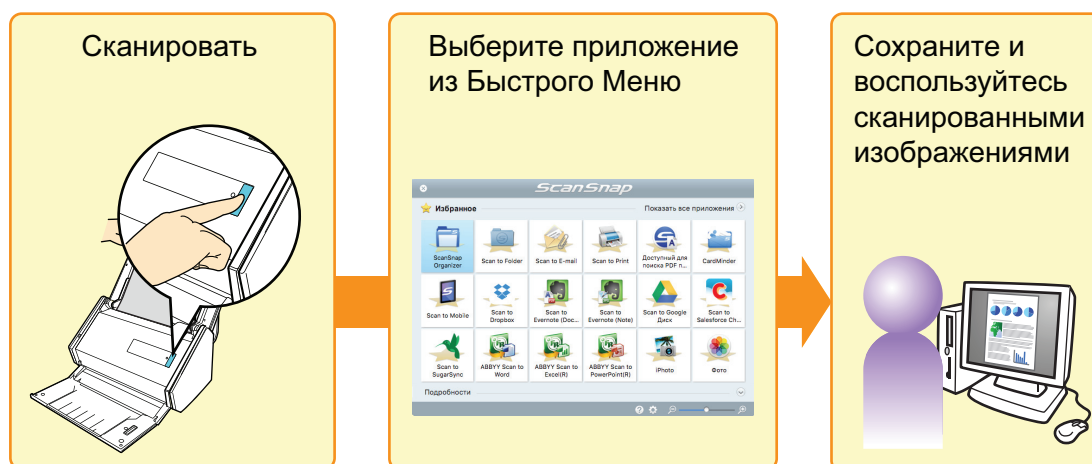 Сканировать
Выберите приложение
из Быстрого Меню
ScanSnap
Избранное
Показать все приложения
ScanSnap
Organizer
Scan to Folder
Scan to E-mail
Scan to Print
Доступный для
поиска PDF п...
CardMinder
Scan to Mobile
Scan to
Dropbox
Scan to
Evernote (Doc...
Scan to
Evernote (Note)
Scan to Google
Диск
Scan to
Salesforce Ch...
Scan to
SugarSync
ABBYY Scan to
Word
ABBYY Scan to
Excel(R)
ABBYY Scan to
PowerPoint(R)
iPhoto
Фото
Подробности
Сохраните и
воспользуйтесь
сканированными
изображениями